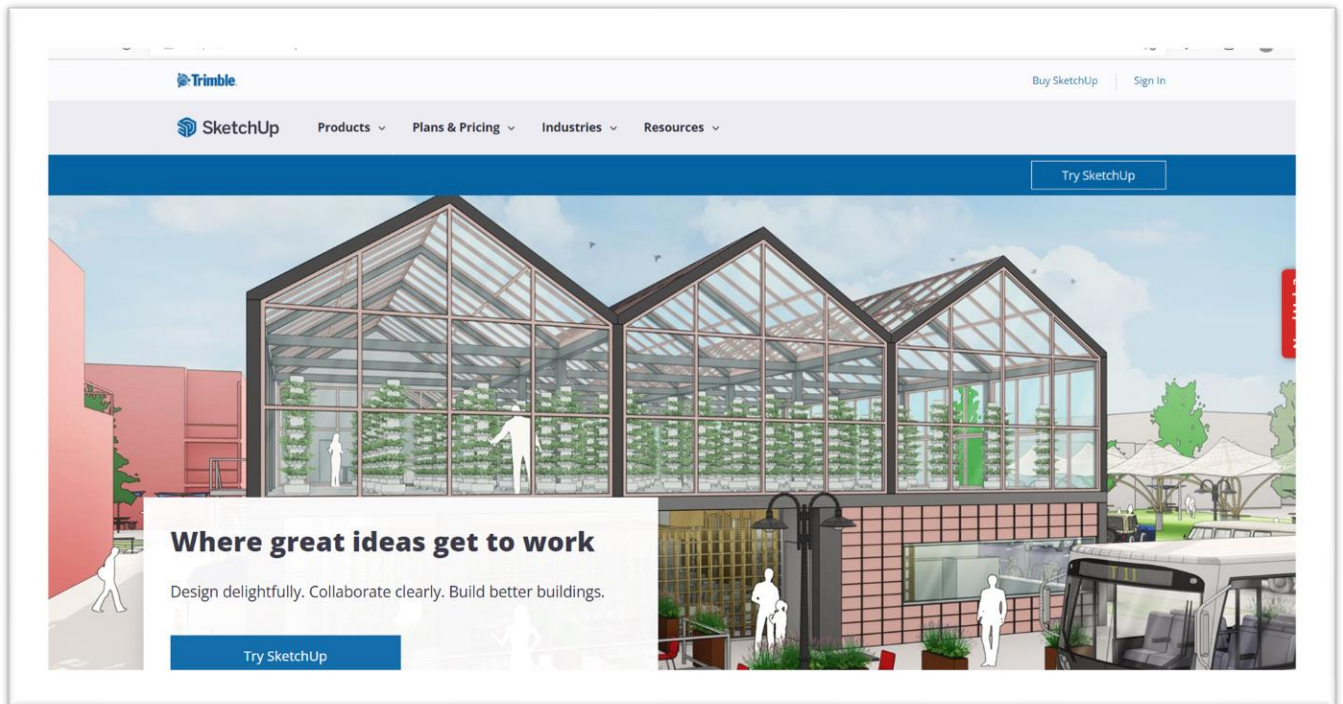 Trimble.
Buy SketchUp
Sign In
SketchUp
Products
Plans & Pricing
Industries
Resources
Try SketchUp
Where great ideas get to work
Design delightfully. Collaborate clearly. Build better buildings.
Try SketchUp
T 11